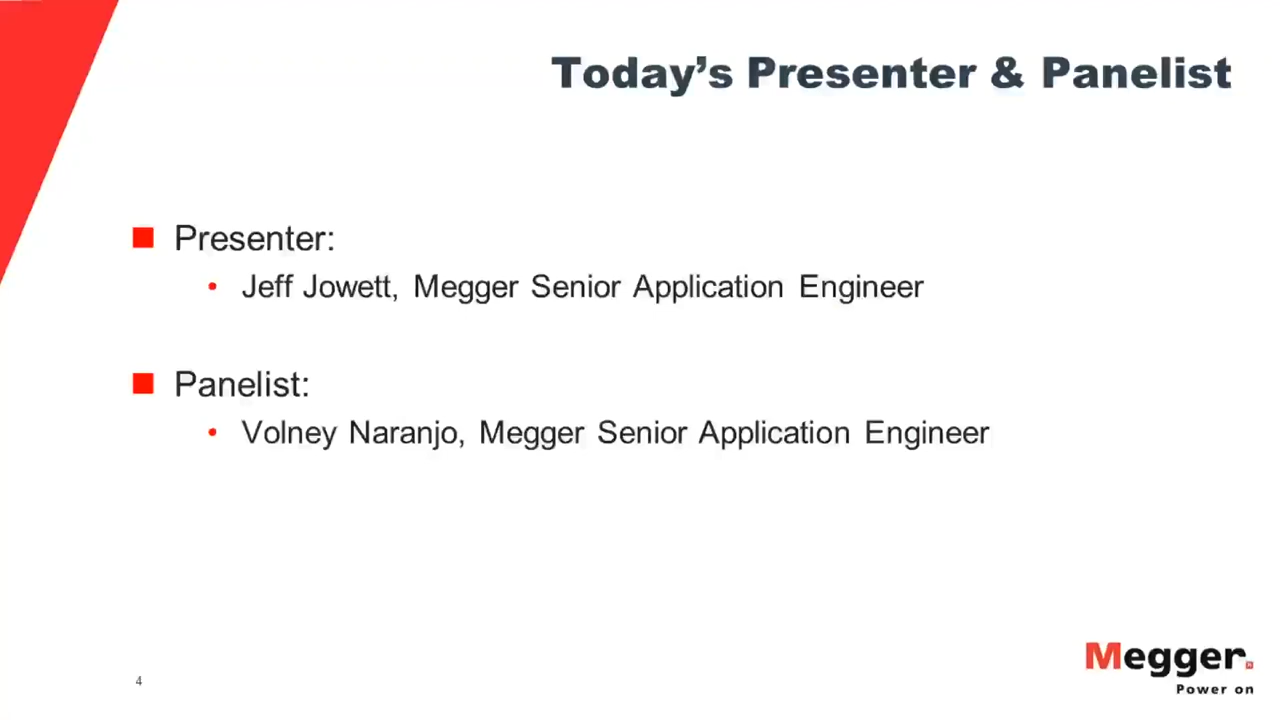 Today’s Presenter & Panelist
Presenter:
Jeff Jowett, Megger Senior Application Engineer
Panelist:
Volney Naranjo, Megger Senior Application Engineer
4
Megger.
Power on